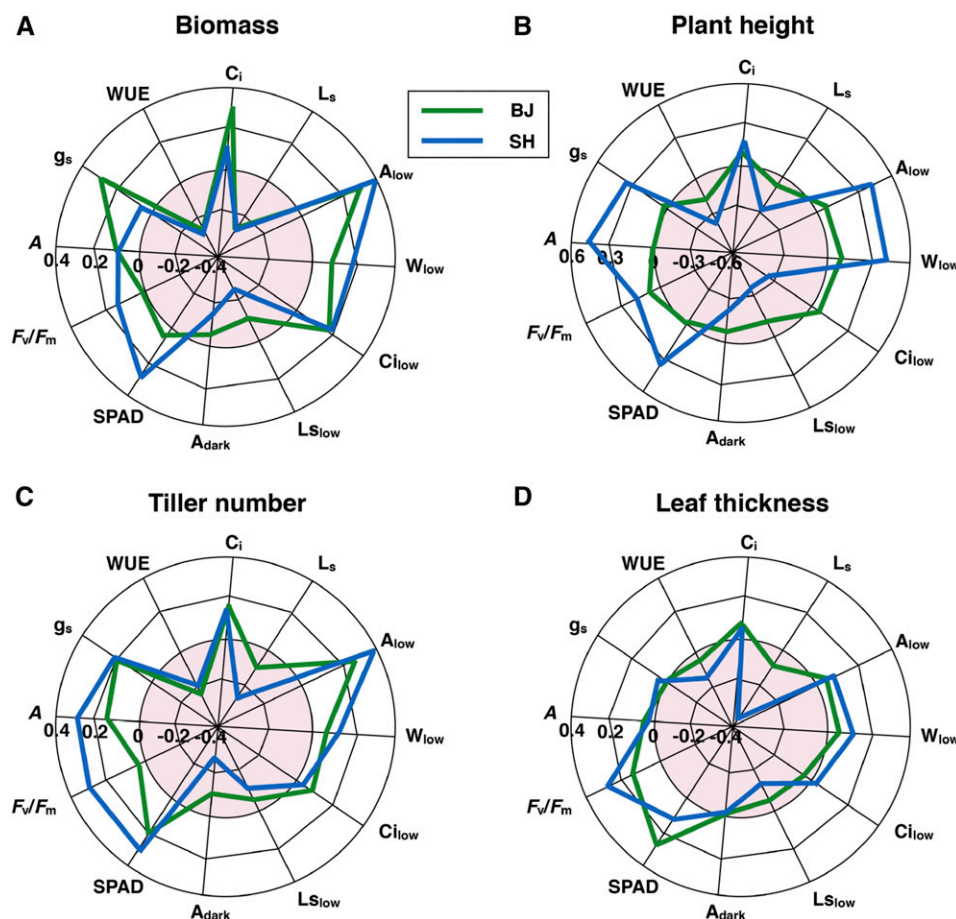 A Biomass
B Plant height
BJ
SH
Ci
Ls
Alow
Wlow
Cilow
Lslow
Adark
SPAD
Fv/Fm
A
gs
WUE
0.4 0.2 0 -0.2 -0.4
Ci
Ls
Alow
Wlow
Cilow
Lslow
Adark
SPAD
Fv/Fm
A
gs
WUE
0.6 0.3 0 -0.3 -0.6
C Tiller number
D Leaf thickness
Ci
Ls
Alow
Wlow
Cilow
Lslow
Adark
SPAD
Fv/Fm
A
gs
WUE
0.4 0.2 0 -0.2 -0.4
Ci
Ls
Alow
Wlow
Cilow
Lslow
Adark
SPAD
Fv/Fm
A
gs
WUE
0.4 0.2 0 -0.2 -0.4